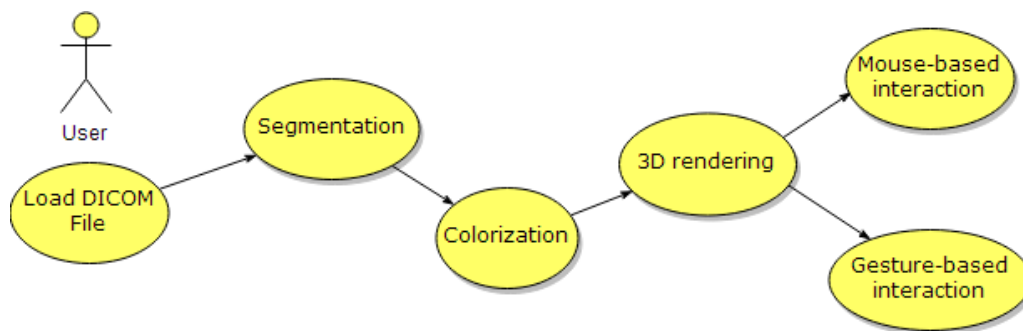 User
Load DICOM
File
Segmentation
Colorization
3D rendering
Mouse-based
interaction
Gesture-based
interaction